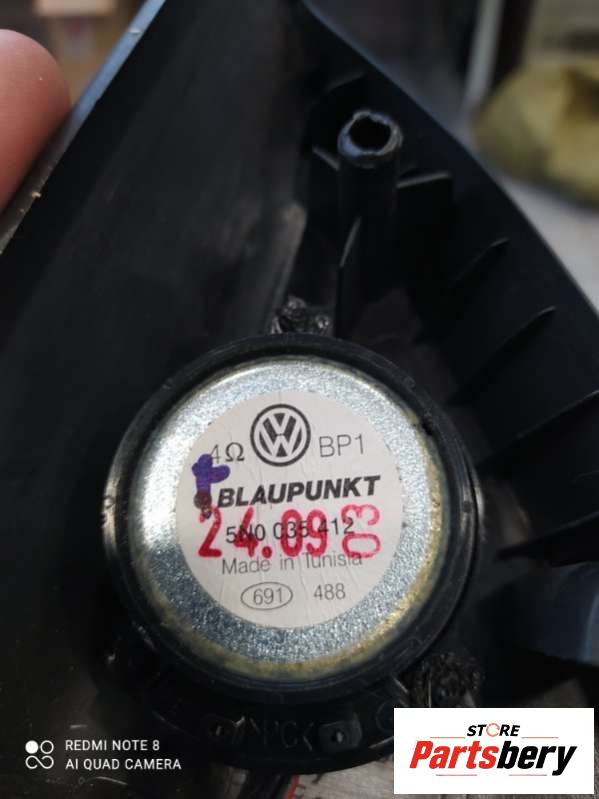 4Ω BP1
BLAUPUNKT
5N0 035 412
24.09 03
Made in Tunisia
691 488
REDMI NOTE 8
AI QUAD CAMERA
STORE
Partsbery